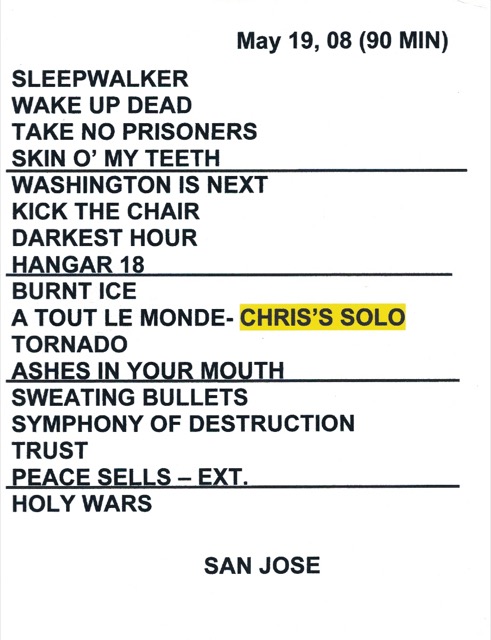 May 19, 08 (90 MIN)
SLEEPWALKER
WAKE UP DEAD
TAKE NO PRISONERS
SKIN O' MY TEETH
WASHINGTON IS NEXT
KICK THE CHAIR
DARKEST HOUR
HANGAR 18
BURNT ICE
A TOUT LE MONDE- CHRIS'S SOLO
TORNADO
ASHES IN YOUR MOUTH
SWEATING BULLETS
SYMPHONY OF DESTRUCTION
TRUST
PEACE SELLS – EXT.
HOLY WARS
SAN JOSE